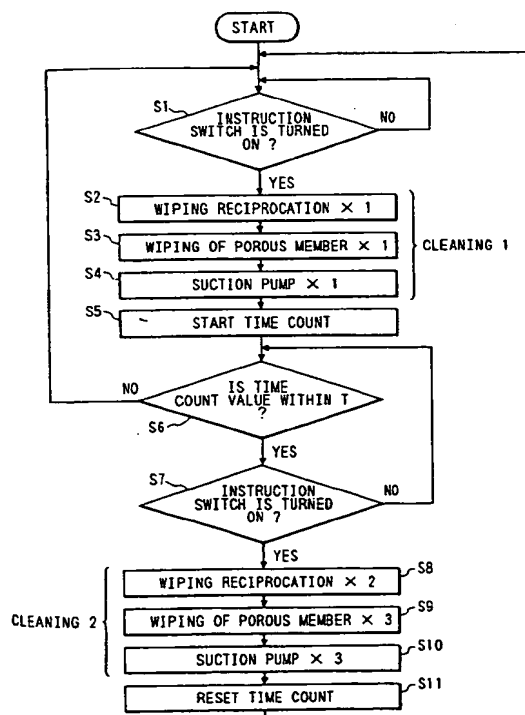 START
S1
INSTRUCTION
SWITCH IS TURNED
ON ?
NO
YES
S2
WIPING RECIPROCATION × 1
S3
WIPING OF POROUS MEMBER × 1
CLEANING 1
S4
SUCTION PUMP × 1
S5
START TIME COUNT
NO
IS TIME
COUNT VALUE WITHIN T
?
S6
YES
S7
INSTRUCTION
SWITCH IS TURNED
ON ?
NO
YES
WIPING RECIPROCATION × 2
S8
CLEANING 2
WIPING OF POROUS MEMBER × 3
S9
SUCTION PUMP × 3
S10
RESET TIME COUNT
S11